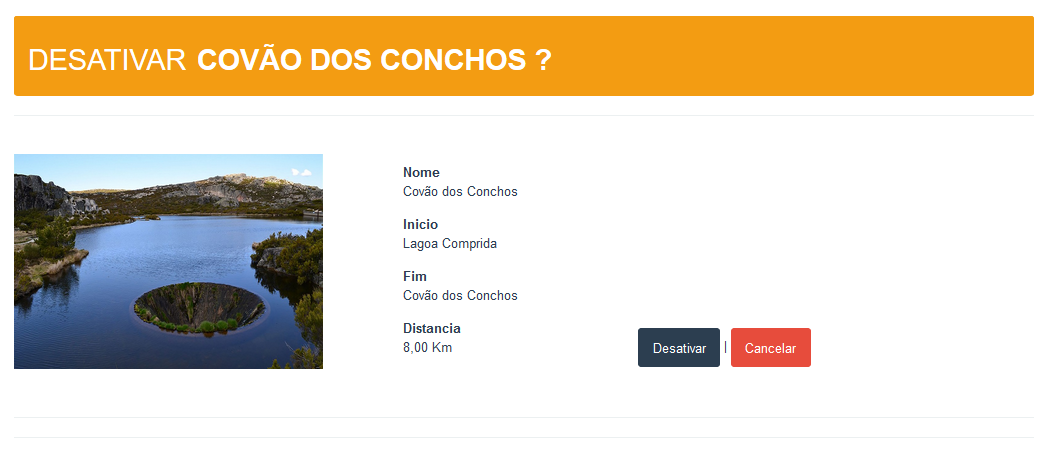 DESATIVAR COVÃO DOS CONCHOS ?
Nome
Covão dos Conchos
Inicio
Lagoa Comprida
Fim
Covão dos Conchos
Distancia
8,00 Km
Desativar | Cancelar